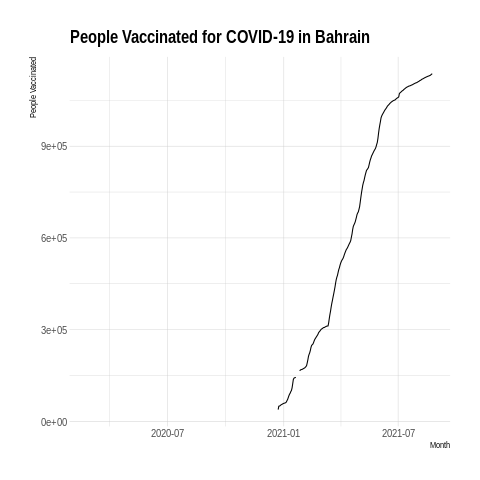 People Vaccinated for COVID-19 in Bahrain
People Vaccinated
9e+05
6e+05
3e+05
0e+00
2020-07 2021-01 2021-07
Month